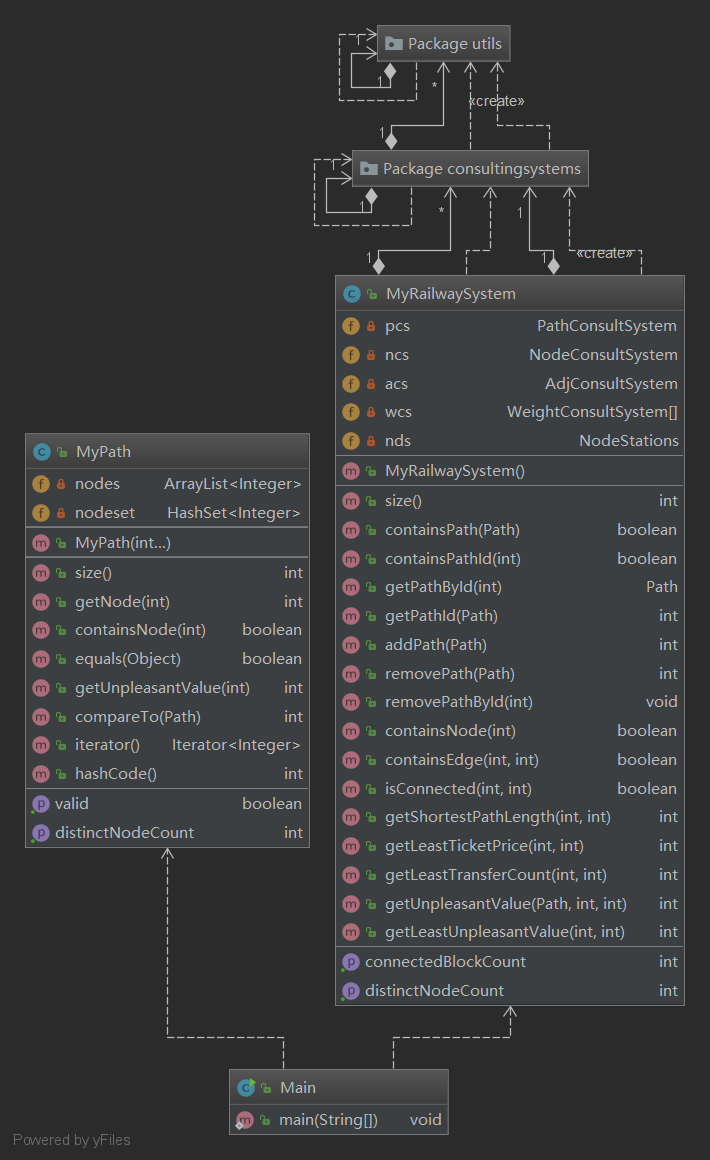 Package utils
1
1
*
«create»
1
Package consultingsystems
1
1
*
1
«create»
1
1
MyRailwaySystem
pcs PathConsultSystem
ncs NodeConsultSystem
acs AdjConsultSystem
wcs WeightConsultSystem[]
nds NodeStations
MyRailwaySystem()
size() int
containsPath(Path) boolean
containsPathId(int) boolean
getPathById(int) Path
getPathId(Path) int
addPath(Path) int
removePath(Path) int
removePathById(int) void
containsNode(int) boolean
containsEdge(int, int) boolean
isConnected(int, int) boolean
getShortestPathLength(int, int) int
getLeastTicketPrice(int, int) int
getLeastTransferCount(int, int) int
getUnpleasantValue(Path, int, int) int
getLeastUnpleasantValue(int, int) int
connectedBlockCount int
distinctNodeCount int
MyPath
nodes ArrayList<Integer>
nodeset HashSet<Integer>
MyPath(int...)
size() int
getNode(int) int
containsNode(int) boolean
equals(Object) boolean
getUnpleasantValue(int) int
compareTo(Path) int
iterator() Iterator<Integer>
hashCode() int
valid boolean
distinctNodeCount int
Main
main(String[]) void
Powered by yFiles